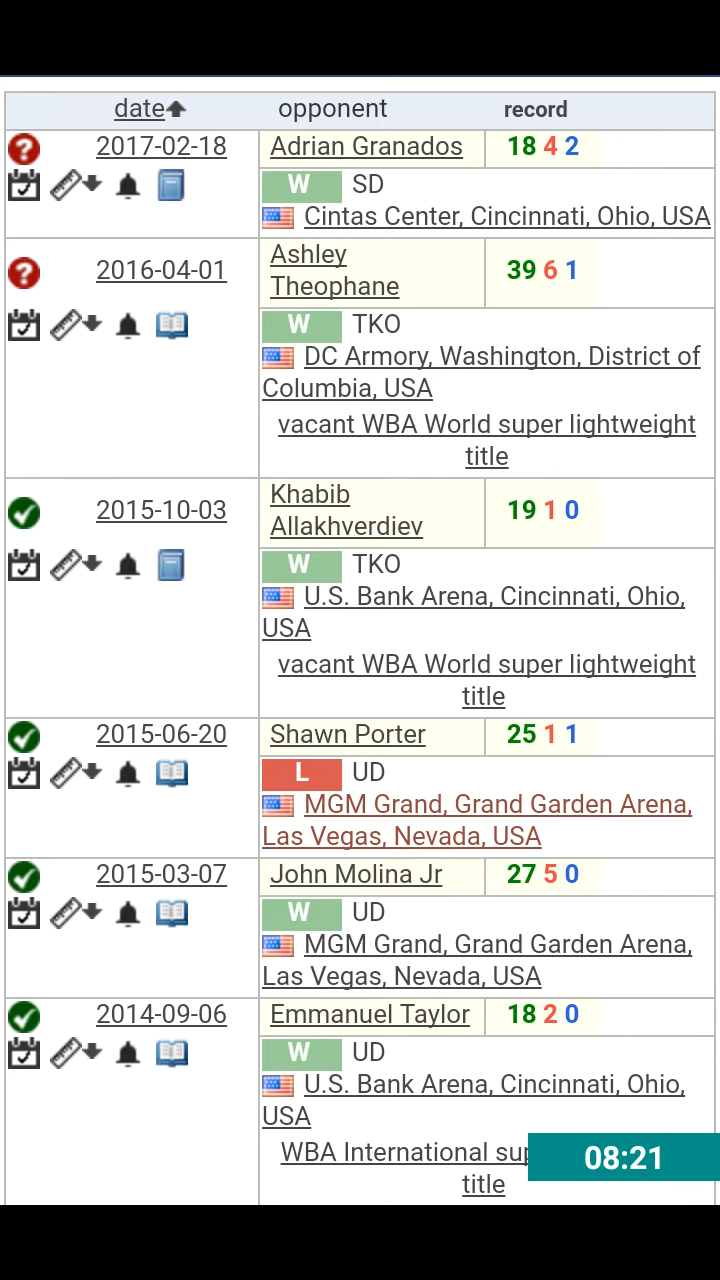 date opponent record
2017-02-18 Adrian Granados 18 4 2
W SD
Cintas Center, Cincinnati, Ohio, USA
2016-04-01 Ashley Theophane 39 6 1
W TKO
DC Armory, Washington, District of
Columbia, USA
vacant WBA World super lightweight
title
2015-10-03 Khabib Allakhverdiev 19 1 0
W TKO
U.S. Bank Arena, Cincinnati, Ohio,
USA
vacant WBA World super lightweight
title
2015-06-20 Shawn Porter 25 1 1
L UD
MGM Grand, Grand Garden Arena,
Las Vegas, Nevada, USA
2015-03-07 John Molina Jr 27 5 0
W UD
MGM Grand, Grand Garden Arena,
Las Vegas, Nevada, USA
2014-09-06 Emmanuel Taylor 18 2 0
W UD
U.S. Bank Arena, Cincinnati, Ohio,
USA
WBA International
title
08:21